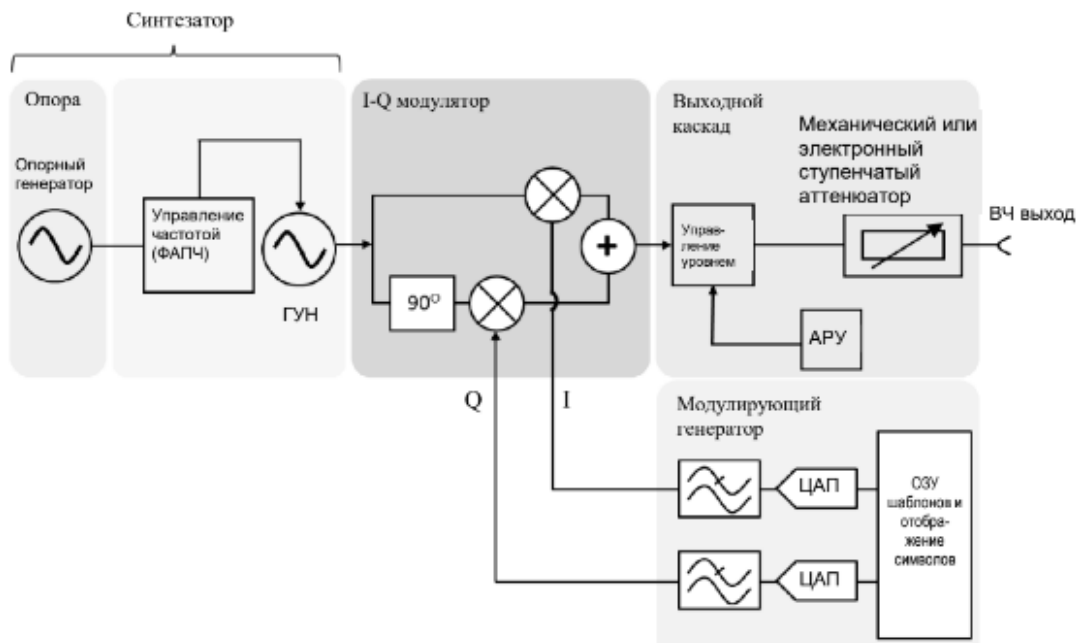 Синтезатор
Опора
Опорный
генератор
Управление
частотой
(ФАПЧ)
ГУН
I-Q модулятор
90⁰
+
Q
I
Выходной
каскад
Управ-
ление
уровнем
АРУ
Механический или
электронный
ступенчатый
аттенюатор
ВЧ выход
Модулирующий
генератор
ЦАП
ЦАП
ОЗУ
шаблонов и
отобра-
жение
символов